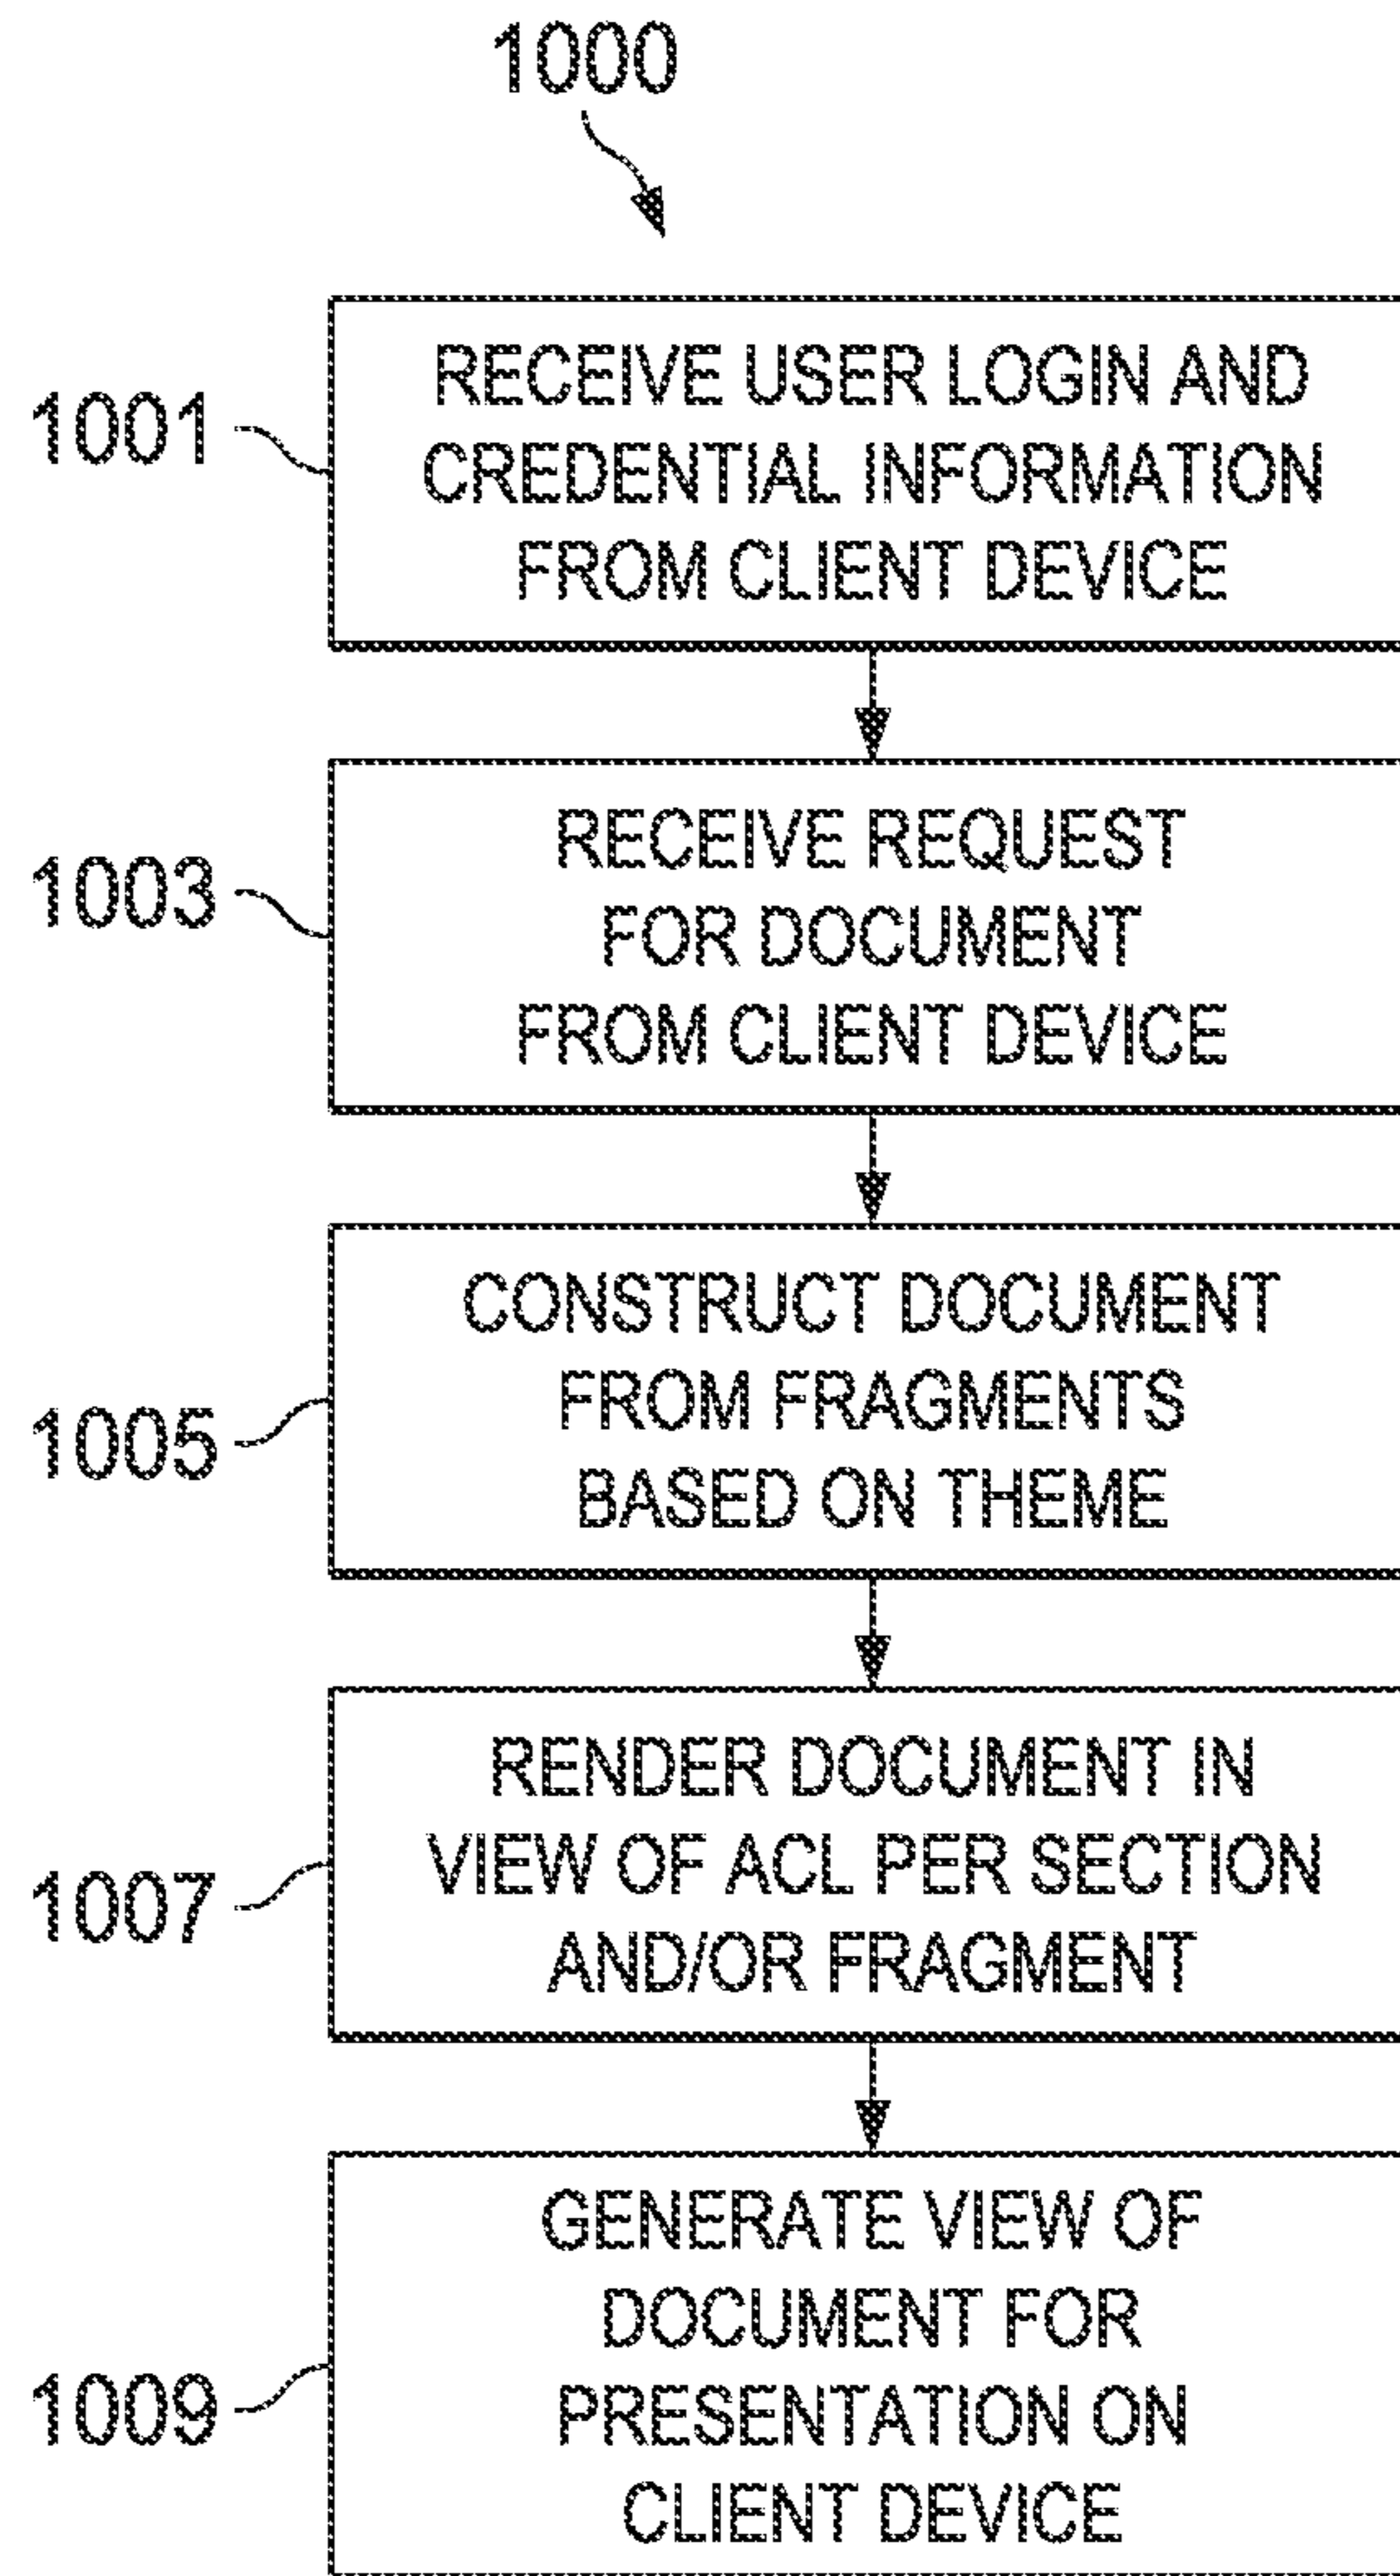 1000
1001
RECEIVE USER LOGIN AND
CREDENTIAL INFORMATION
FROM CLIENT DEVICE
1003
RECEIVE REQUEST
FOR DOCUMENT
FROM CLIENT DEVICE
1005
CONSTRUCT DOCUMENT
FROM FRAGMENTS
BASED ON THEME
1007
RENDER DOCUMENT IN
VIEW OF ACL PER SECTION
AND/OR FRAGMENT
1009
GENERATE VIEW OF
DOCUMENT FOR
PRESENTATION ON
CLIENT DEVICE